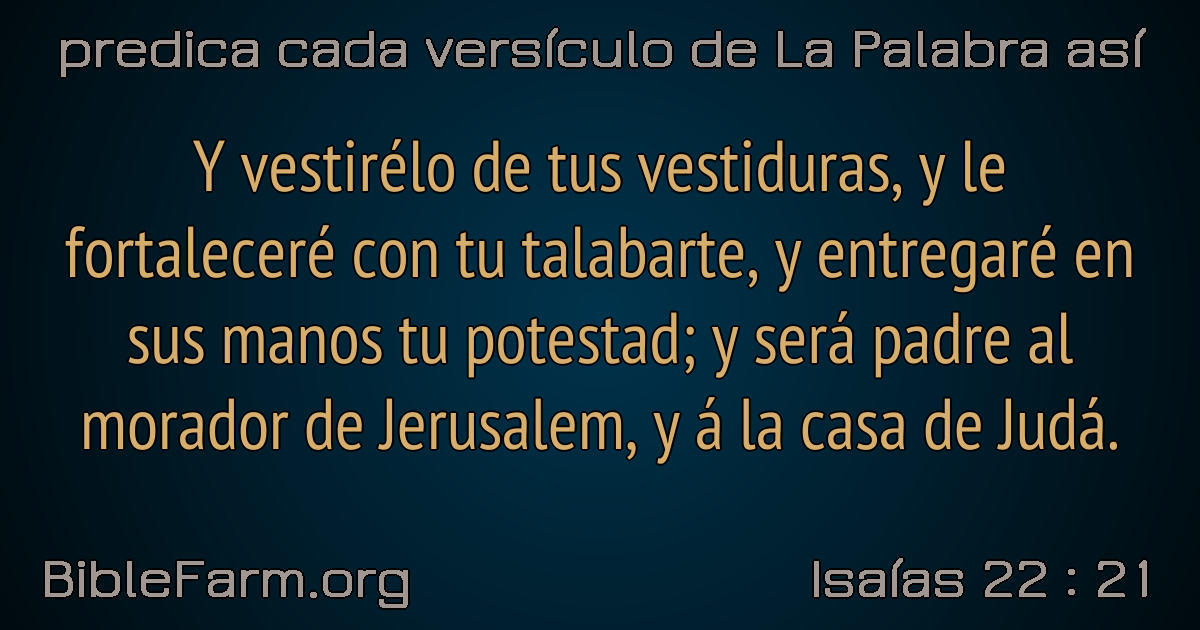 predica cada versículo de La Palabra así
Y vestirélo de tus vestiduras, y le
fortaleceré con tu talabarte, y entregaré en
sus manos tu potestad; y será padre al
morador de Jerusalem, y á la casa de Judá.
BibleFarm.org
Isaías 22 : 21